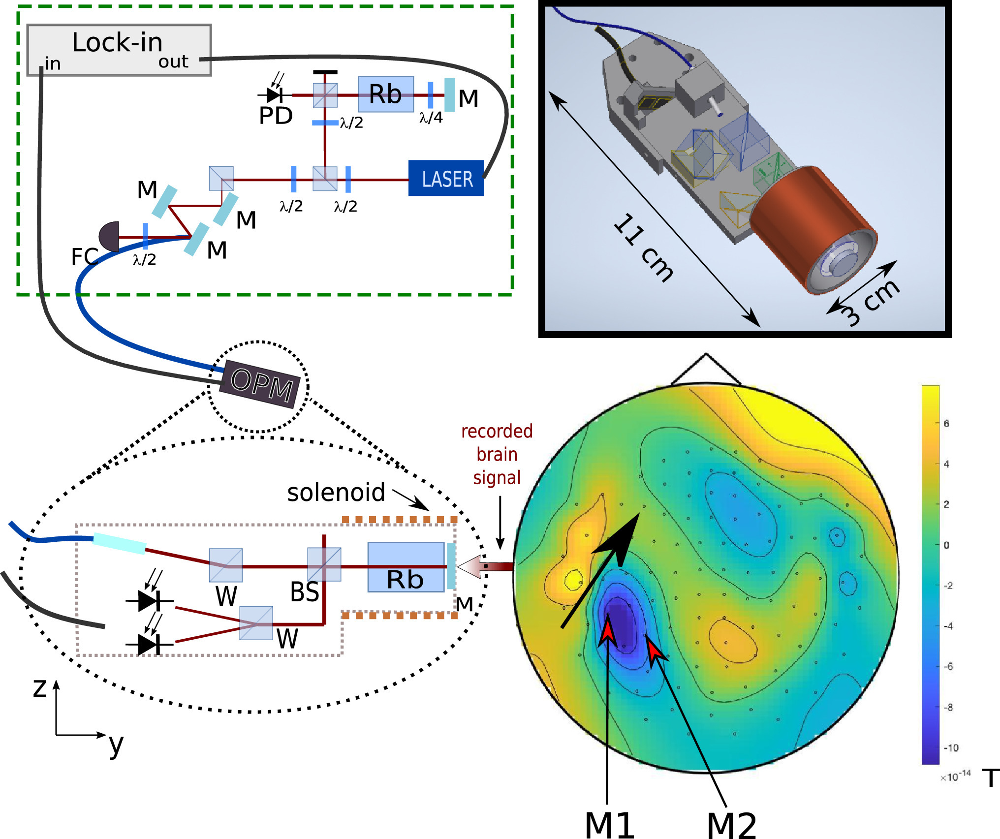 Lock-in
in
out
PD
Rb
M
λ/2
λ/4
LASER
λ/2
λ/2
M
M
M
FC
λ/2
11 cm
3 cm
OPM
recorded
brain
signal
solenoid
W
BS
Rb
M
W
z
y
6
4
2
0
-2
-4
-6
-8
-10
×10-14
T
M1
M2